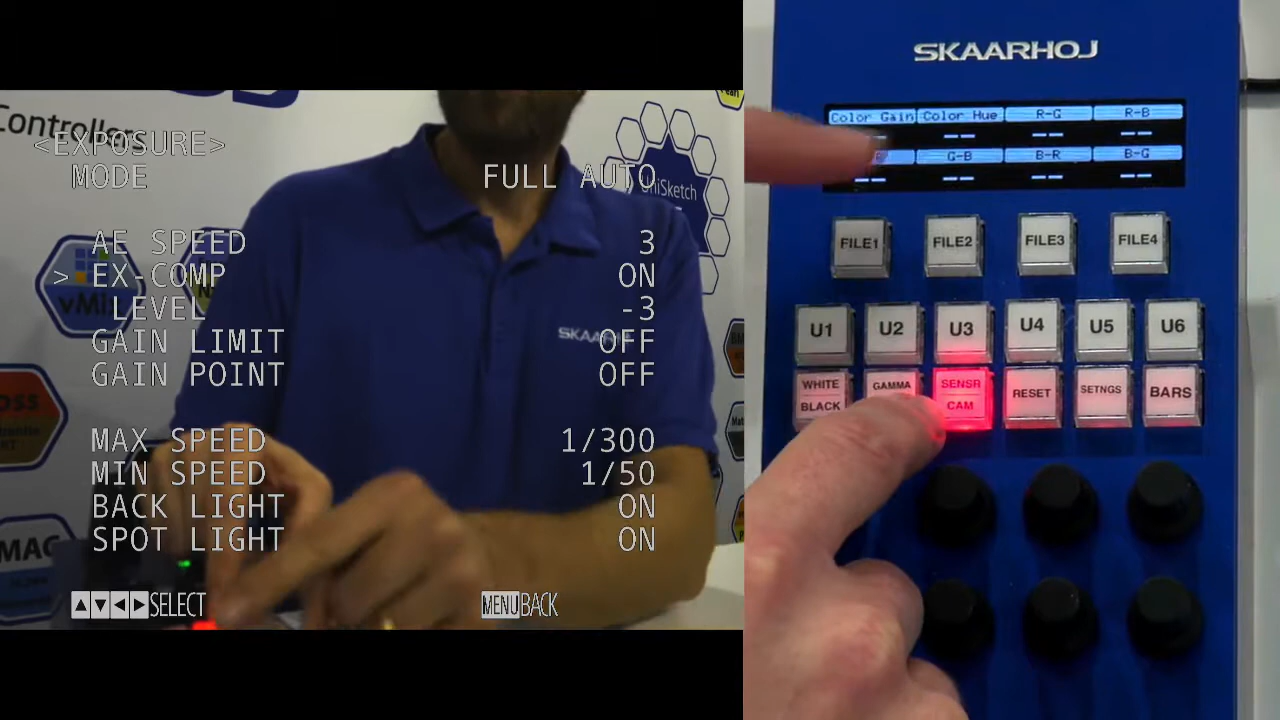 Controller
<EXPOSURE>
MODE FULL AUTO
AE SPEED 3
> EX-COMP ON
LEVEL -3
GAIN LIMIT OFF
GAIN POINT OFF
MAX SPEED 1/300
MIN SPEED 1/50
BACK LIGHT ON
SPOT LIGHT ON
▲▼◀▶SELECT MENU BACK
UniSketch
vMix
SKAARHOJ
Color Gain Color Hue R-G R-B
-- -- --
G-B B-R B-G
-- -- -- --
FILE1 FILE2 FILE3 FILE4
U1 U2 U3 U4 U5 U6
WHITE BLACK GAMMA SENSR CAM RESET SETNGS BARS